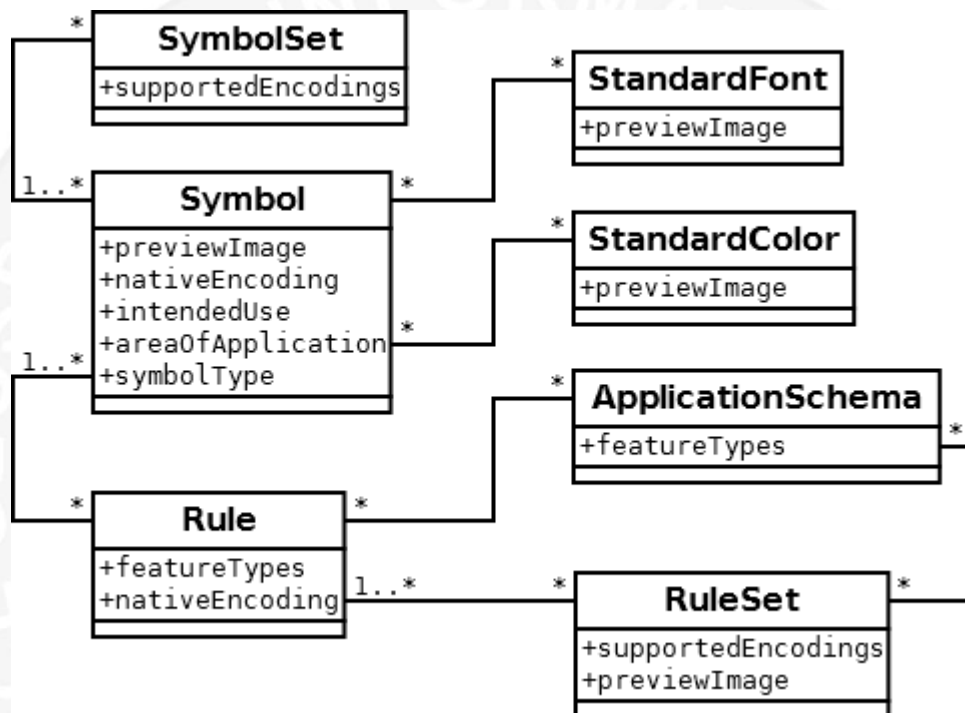 *
SymbolSet
+supportedEncodings
*
StandardFont
+previewImage
1..*
Symbol
*
+previewImage
+nativeEncoding
+intendedUse
+areaOfApplication
+symbolType
*
StandardColor
+previewImage
*
1..*
*
ApplicationSchema
+featureTypes
*
*
Rule
*
+featureTypes
+nativeEncoding
1..*
*
RuleSet
*
+supportedEncodings
+previewImage